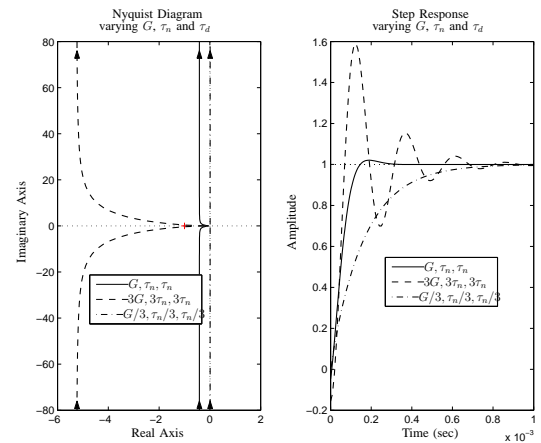 Nyquist Diagram
varying G, τn and τd
80
60
40
20
0
−20
−40
−60
−80
−6
−4
−2
0
2
Imaginary Axis
Real Axis
G, τn, τn
3G, 3τn, 3τn
G/3, τn/3, τn/3
Step Response
varying G, τn and τd
1.6
1.4
1.2
1
0.8
0.6
0.4
0.2
0
−0.2
0
0.2
0.4
0.6
0.8
1
x 10⁻³
Amplitude
Time (sec)
G, τn, τn
3G, 3τn, 3τn
G/3, τn/3, τn/3